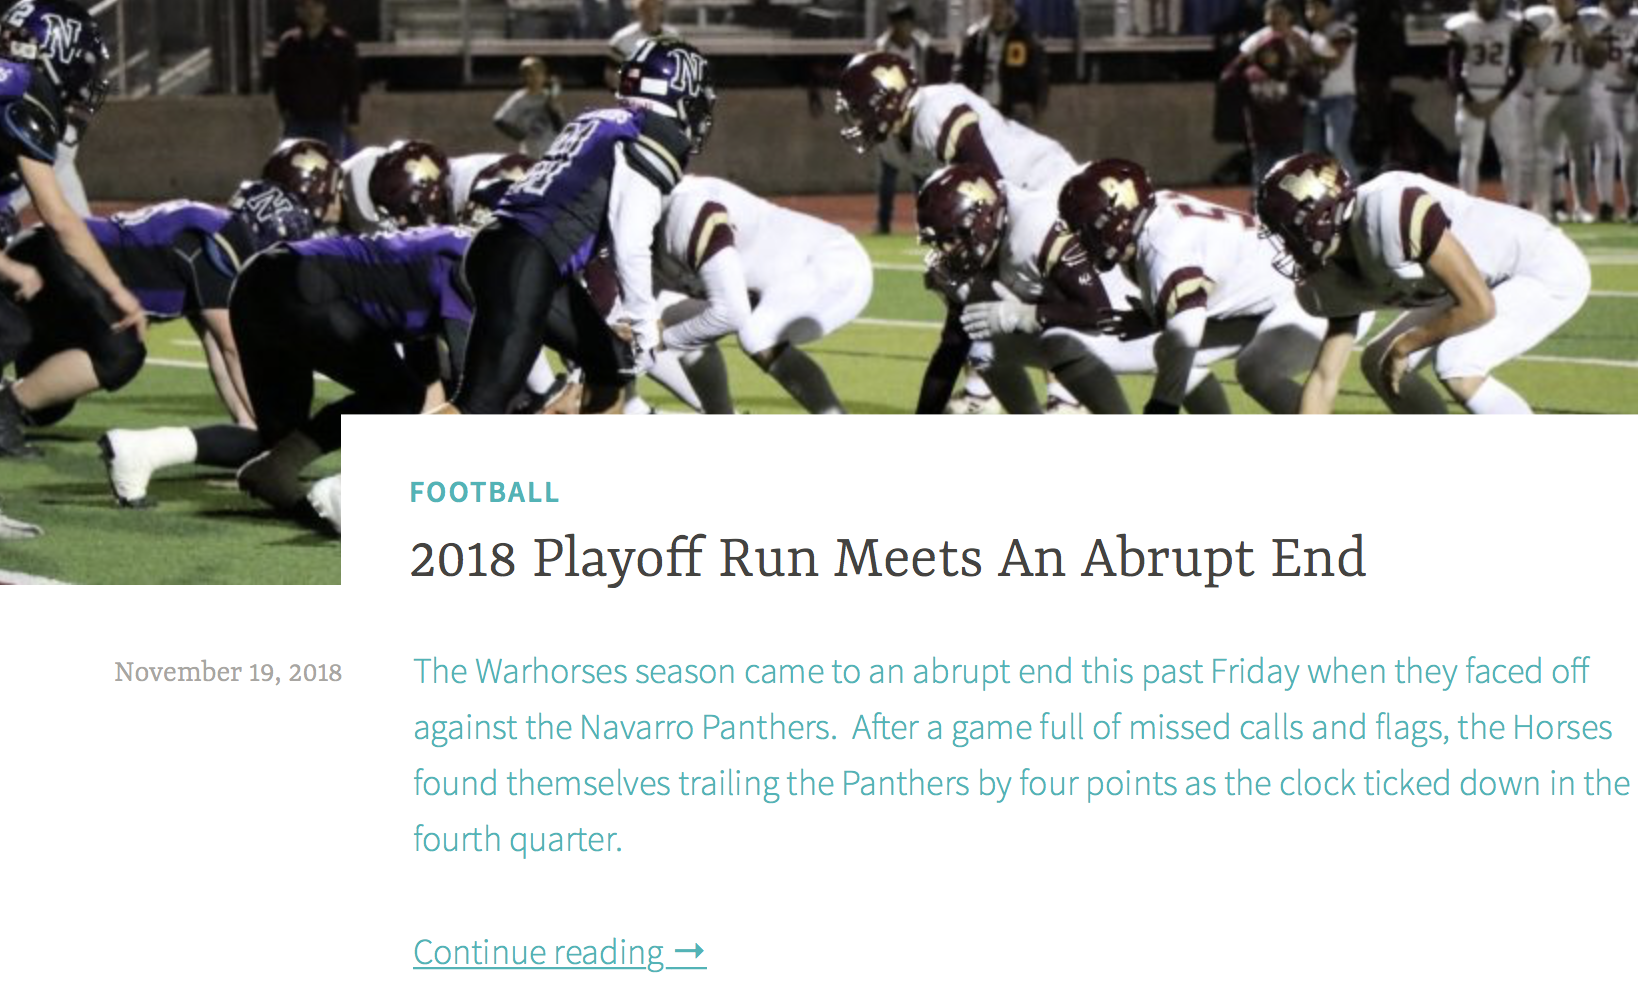 N
N
32
71
FOOTBALL
2018 Playoff Run Meets An Abrupt End
November 19, 2018
The Warhorses season came to an abrupt end this past Friday when they faced off
against the Navarro Panthers.  After a game full of missed calls and flags, the Horses
found themselves trailing the Panthers by four points as the clock ticked down in the
fourth quarter.
Continue reading →